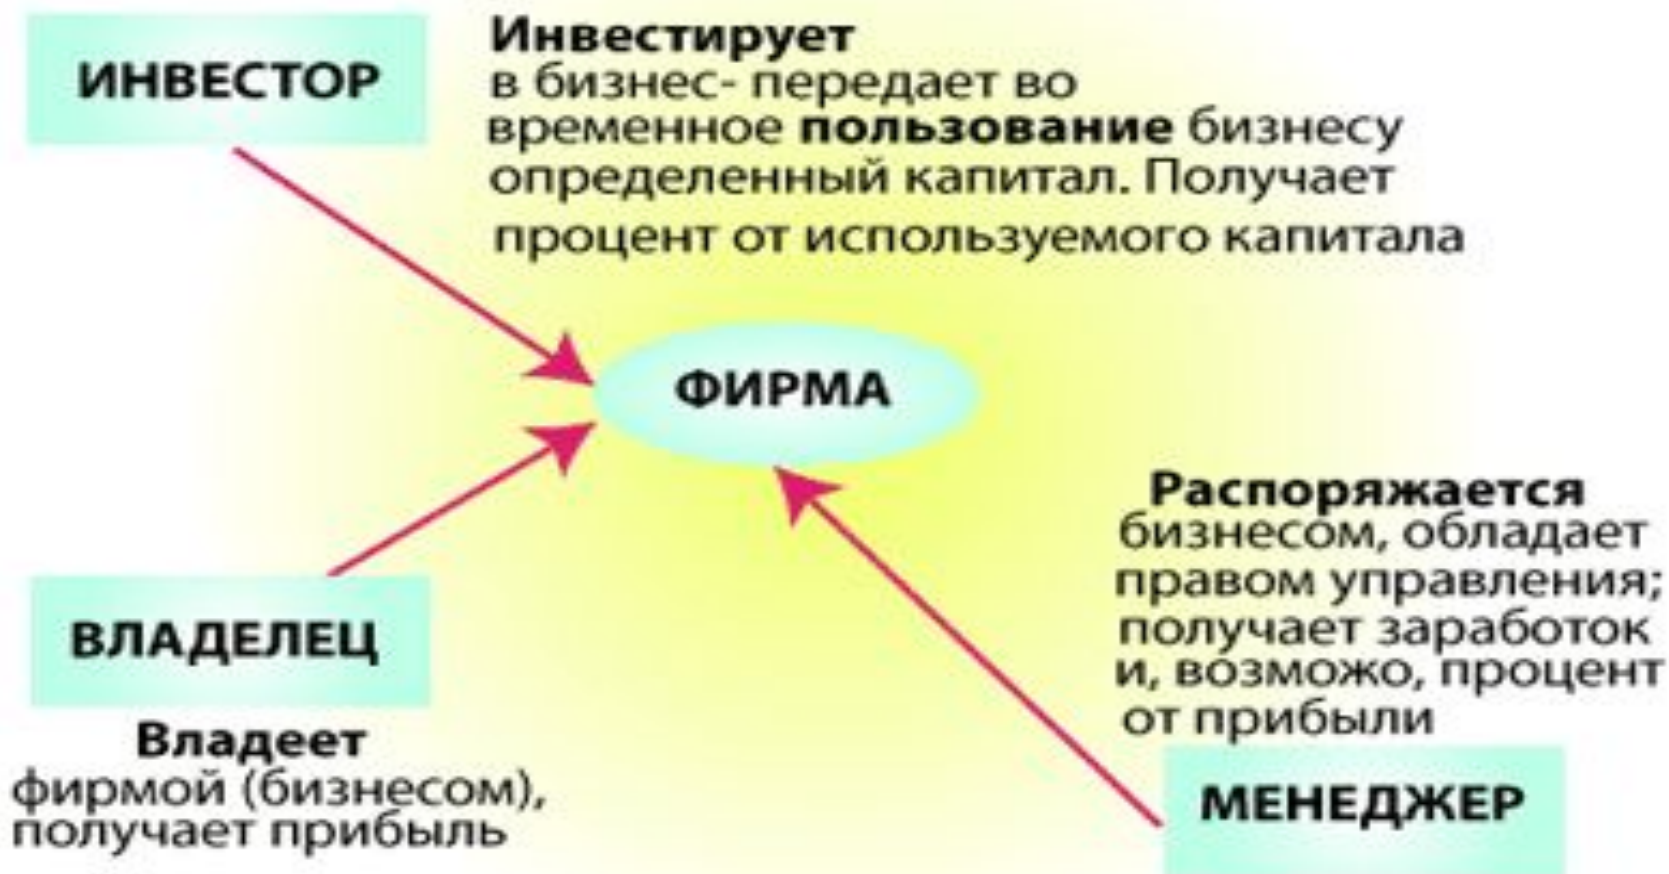 ИНВЕСТОР
Инвестирует
в бизнес- передает во
временное пользование бизнесу
определенный капитал. Получает
процент от используемого капитала
ФИРМА
ВЛАДЕЛЕЦ
Владеет
фирмой (бизнесом),
получает прибыль
Распоряжается
бизнесом, обладает
правом управления;
получает заработок
и, возможо, процент
от прибыли
МЕНЕДЖЕР